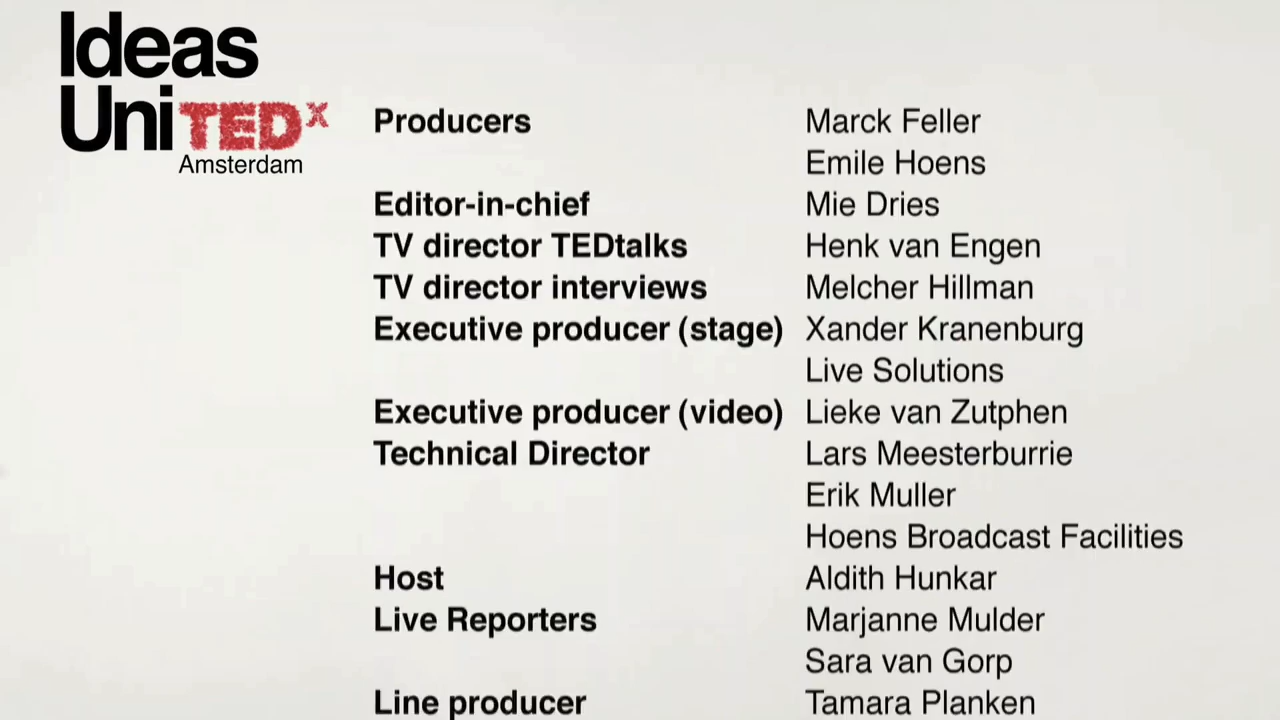 Ideas
UniTEDx
Amsterdam
Producers Marck Feller
Emile Hoens
Editor-in-chief Mie Dries
TV director TEDtalks Henk van Engen
TV director interviews Melcher Hillman
Executive producer (stage) Xander Kranenburg
Live Solutions
Executive producer (video) Lieke van Zutphen
Technical Director Lars Meesterburrie
Erik Muller
Hoens Broadcast Facilities
Host Aldith Hunkar
Live Reporters Marjanne Mulder
Sara van Gorp
Line producer Tamara Planken